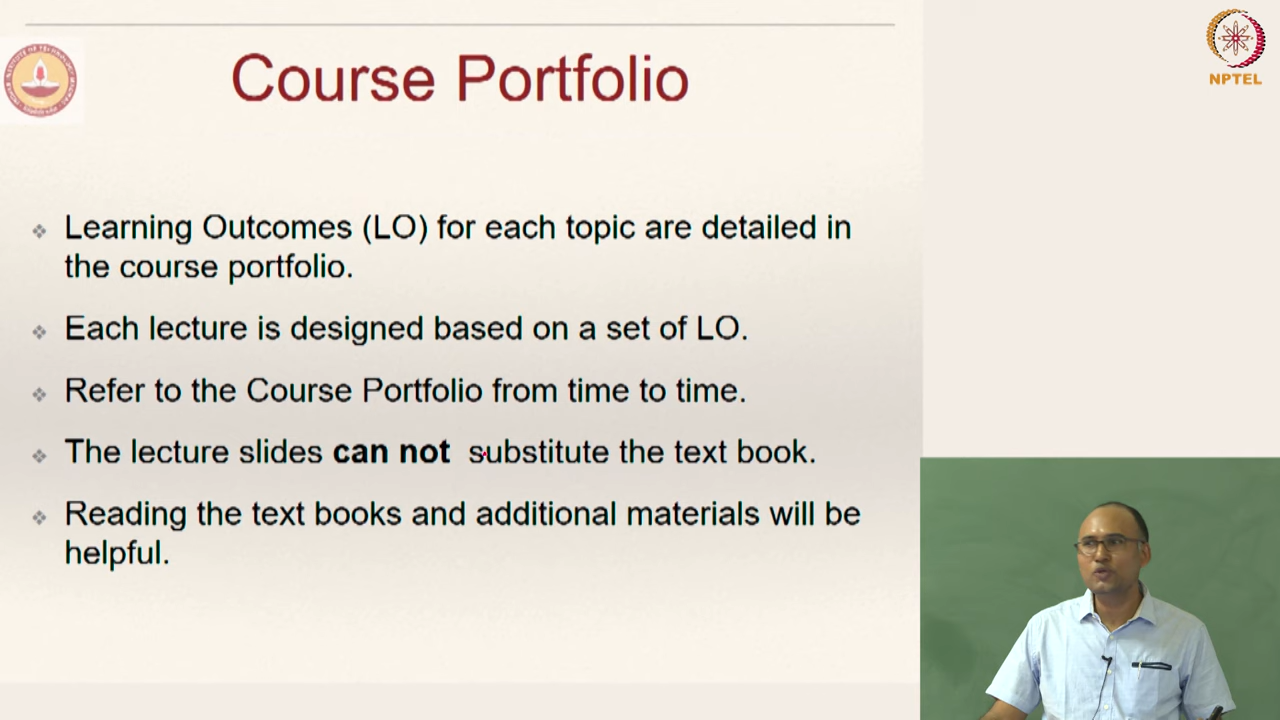 Course Portfolio
NPTEL
Learning Outcomes (LO) for each topic are detailed in
the course portfolio.
Each lecture is designed based on a set of LO.
Refer to the Course Portfolio from time to time.
The lecture slides can not substitute the text book.
Reading the text books and additional materials will be
helpful.